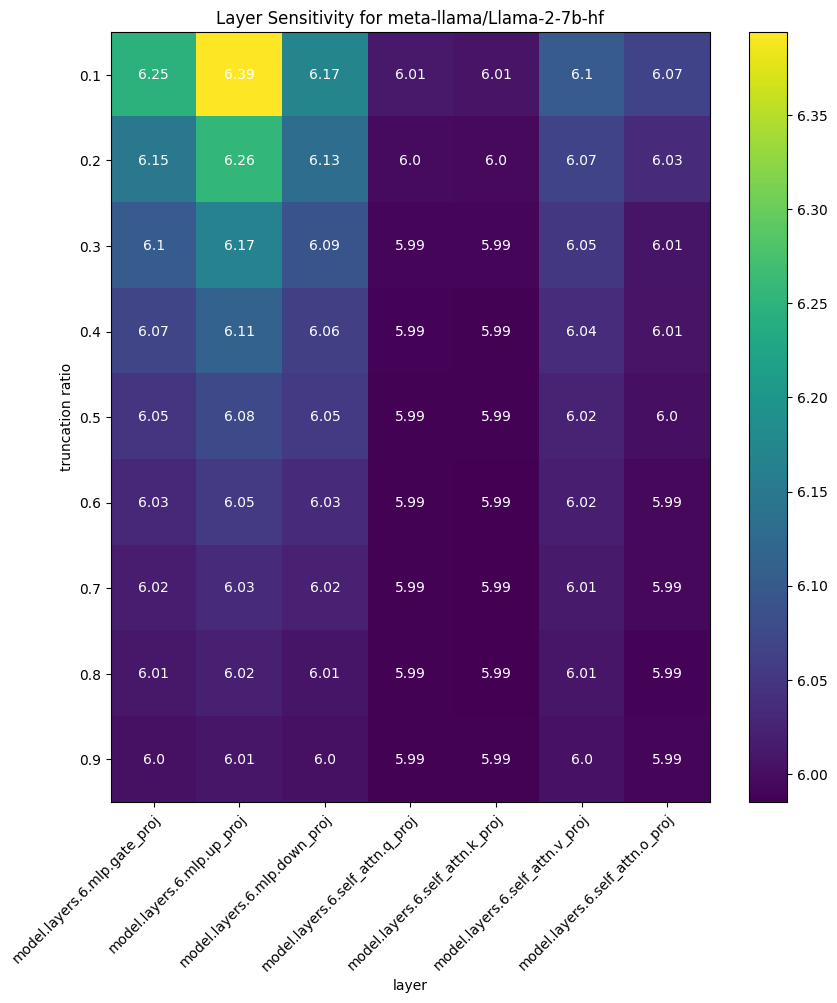 Layer Sensitivity for meta-llama/Llama-2-7b-hf
0.1 6.25 6.39 6.17 6.01 6.01 6.1 6.07
0.2 6.15 6.26 6.13 6.0 6.0 6.07 6.03
0.3 6.1 6.17 6.09 5.99 5.99 6.05 6.01
0.4 6.07 6.11 6.06 5.99 5.99 6.04 6.01
0.5 6.05 6.08 6.05 5.99 5.99 6.02 6.0
0.6 6.03 6.05 6.03 5.99 5.99 6.02 5.99
0.7 6.02 6.03 6.02 5.99 5.99 6.01 5.99
0.8 6.01 6.02 6.01 5.99 5.99 6.01 5.99
0.9 6.0 6.01 6.0 5.99 5.99 6.0 5.99
truncation ratio
model.layers.6.mlp.gate_proj
model.layers.6.mlp.up_proj
model.layers.6.mlp.down_proj
model.layers.6.self_attn.q_proj
model.layers.6.self_attn.k_proj
model.layers.6.self_attn.v_proj
model.layers.6.self_attn.o_proj
layer
6.35
6.30
6.25
6.20
6.15
6.10
6.05
6.00